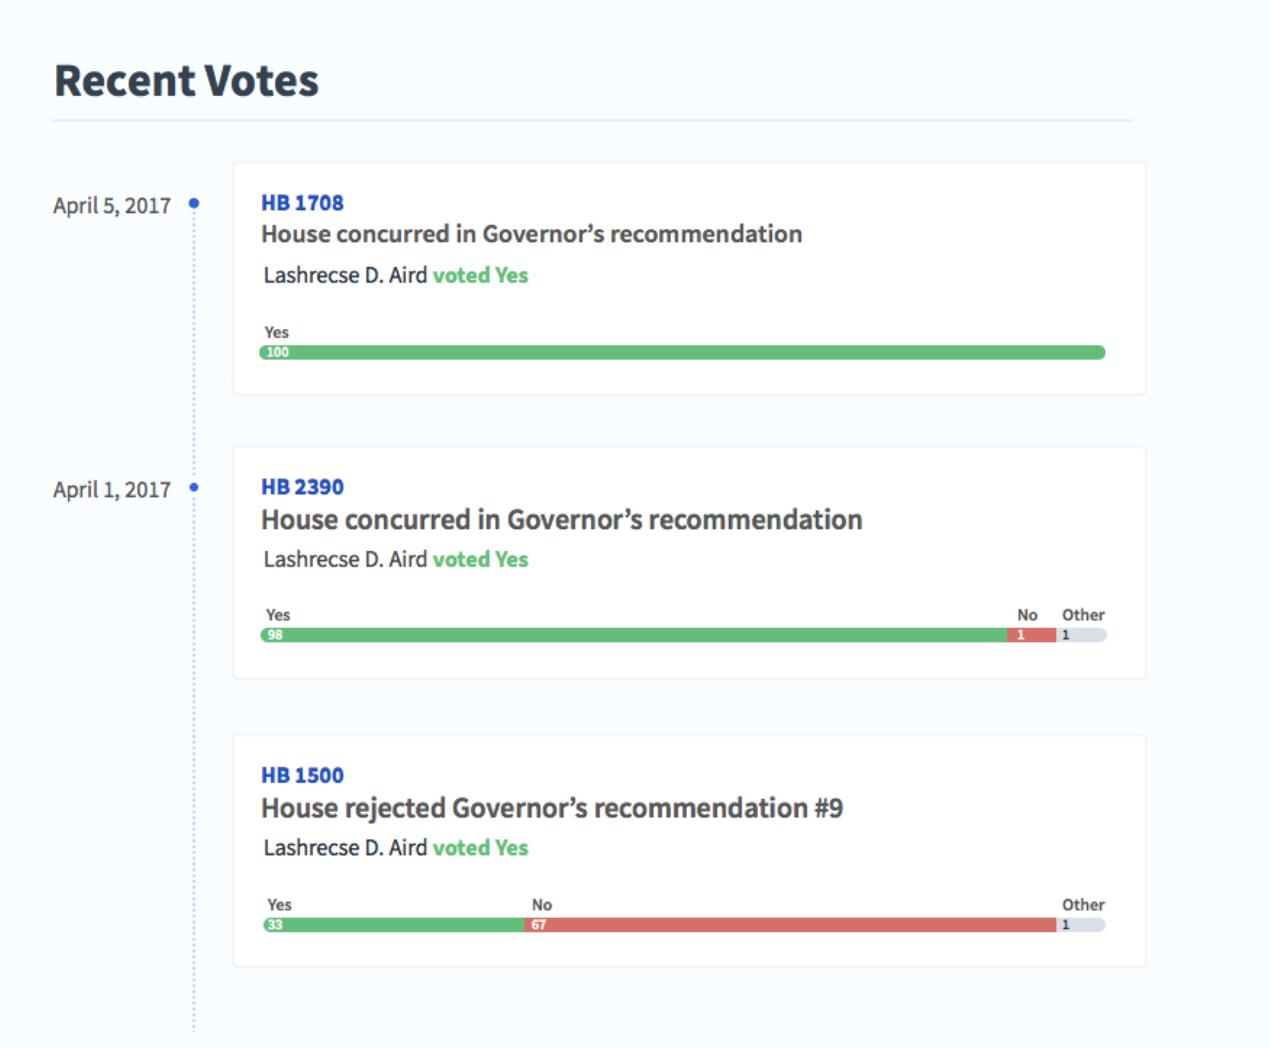 Recent Votes
April 5, 2017
HB 1708
House concurred in Governor’s recommendation
Lashrecse D. Aird voted Yes
Yes
100
April 1, 2017
HB 2390
House concurred in Governor’s recommendation
Lashrecse D. Aird voted Yes
Yes No Other
98 1 1
HB 1500
House rejected Governor’s recommendation #9
Lashrecse D. Aird voted Yes
Yes No Other
33 67 1